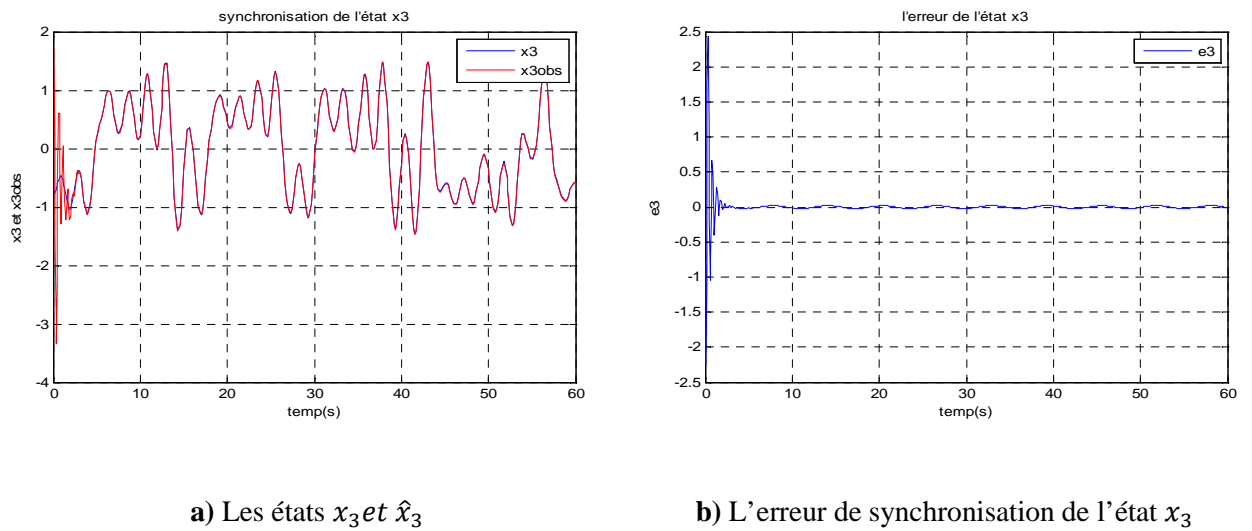 synchronisation de l'état x3
2
1
0
-1
-2
-3
-4
0
10
20
30
40
50
60
x3 et x3obs
temp(s)
x3
x3obs
l'erreur de l'état x3
2.5
2
1.5
1
0.5
0
-0.5
-1
-1.5
-2
-2.5
0
10
20
30
40
50
60
e3
temp(s)
e3
a) Les états x₃et x̂₃
b) L'erreur de synchronisation de l'état x₃